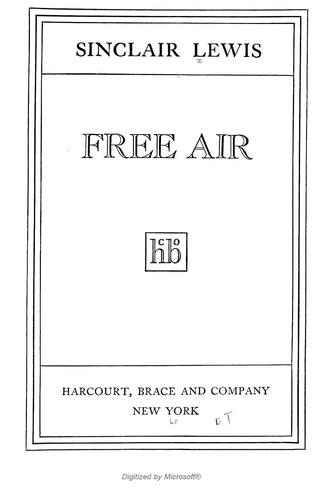 SINCLAIR LEWIS
FREE AIR
hb
HARCOURT, BRACE AND COMPANY
NEW YORK
Digitized by Microsoft®